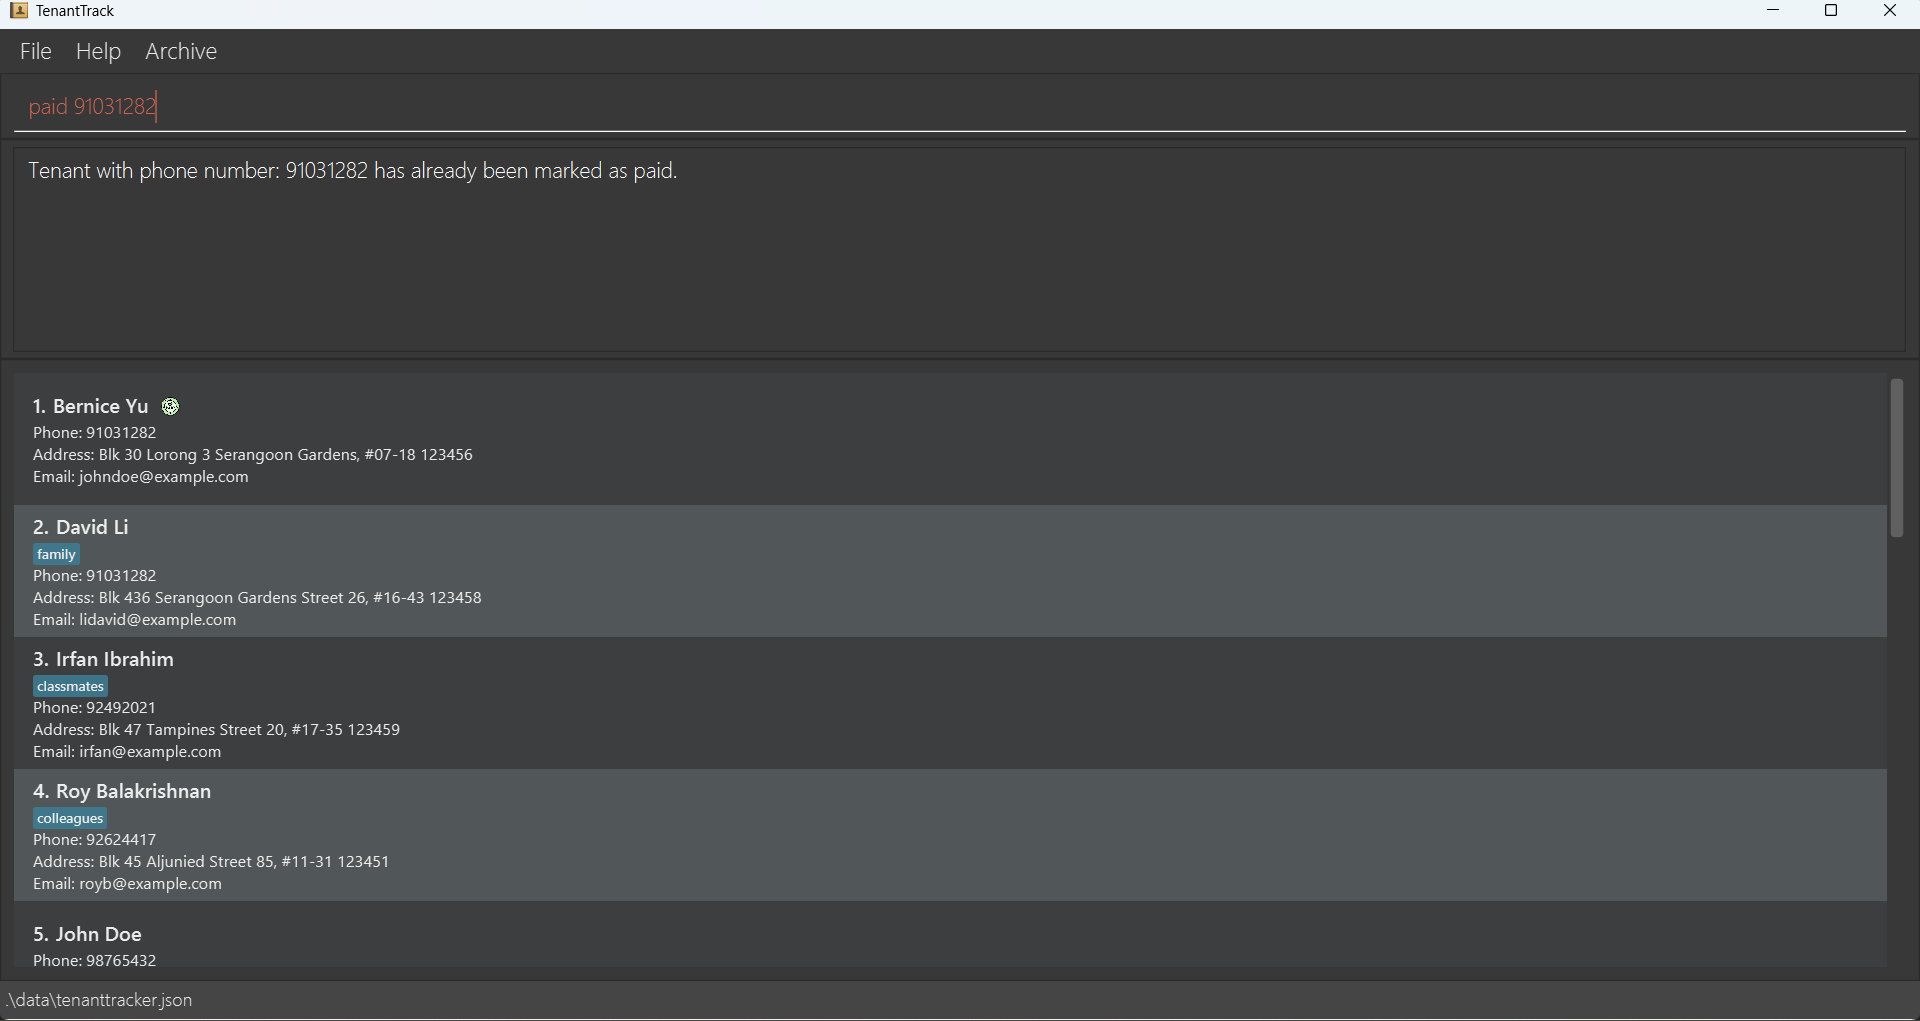 TenantTrack
File Help Archive
paid 91031282
Tenant with phone number: 91031282 has already been marked as paid.
1. Bernice Yu
Phone: 91031282
Address: Blk 30 Lorong 3 Serangoon Gardens, #07-18 123456
Email: johndoe@example.com
2. David Li
family
Phone: 91031282
Address: Blk 436 Serangoon Gardens Street 26, #16-43 123458
Email: lidavid@example.com
3. Irfan Ibrahim
classmates
Phone: 92492021
Address: Blk 47 Tampines Street 20, #17-35 123459
Email: irfan@example.com
4. Roy Balakrishnan
colleagues
Phone: 92624417
Address: Blk 45 Aljunied Street 85, #11-31 123451
Email: royb@example.com
5. John Doe
Phone: 98765432
.\data\tenanttracker.json